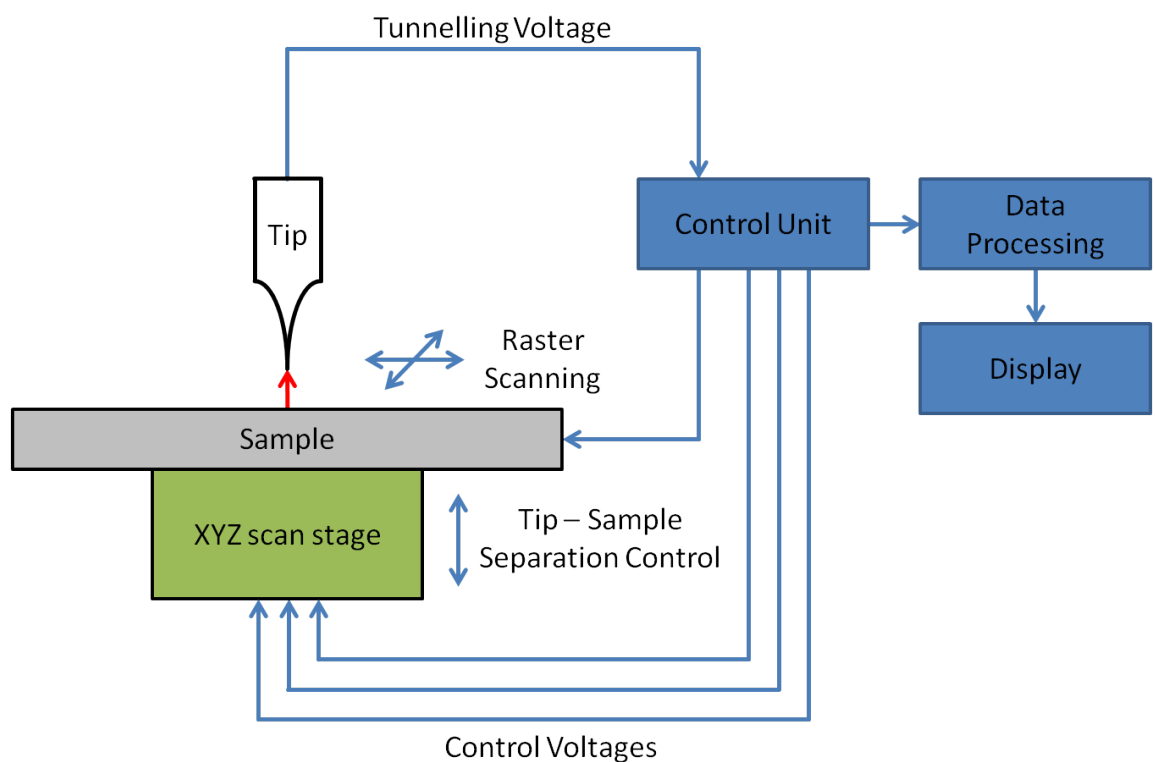 Tunnelling Voltage
Tip
Control Unit
Data
Processing
Raster
Scanning
Display
Sample
XYZ scan stage
Tip – Sample
Separation Control
Control Voltages